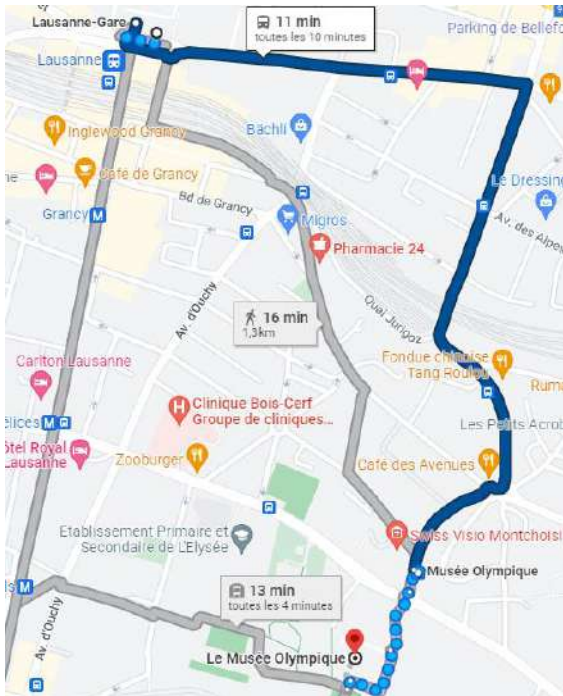 Lausanne-Gare
11 min
toutes les 10 minutes
Parking de Bellefo
Lausanne
Inglewood Grancy
Bächli
Café de Grancy
Le Dressing
Bd de Grancy
Migros
Grancy M
Av. des Alpes
Pharmacie 24
Av. d'Ouchy
Quai Jurigoz
16 min
1,3km
Carlton Lausanne
Fondue chinoise
Tang Roulou
Ruma
H
Clinique Bois-Cerf
Groupe de cliniques...
élices M
Les Petits Acrob
ôtel Royal
Lausanne
Zooburger
Café des Avenues
Etablissement Primaire et
Secondaire de L'Elysée
Swiss Visio Montchoisi
Musée Olympique
13 min
toutes les 4 minutes
M
Av. d'Ouchy
Le Musée Olympique